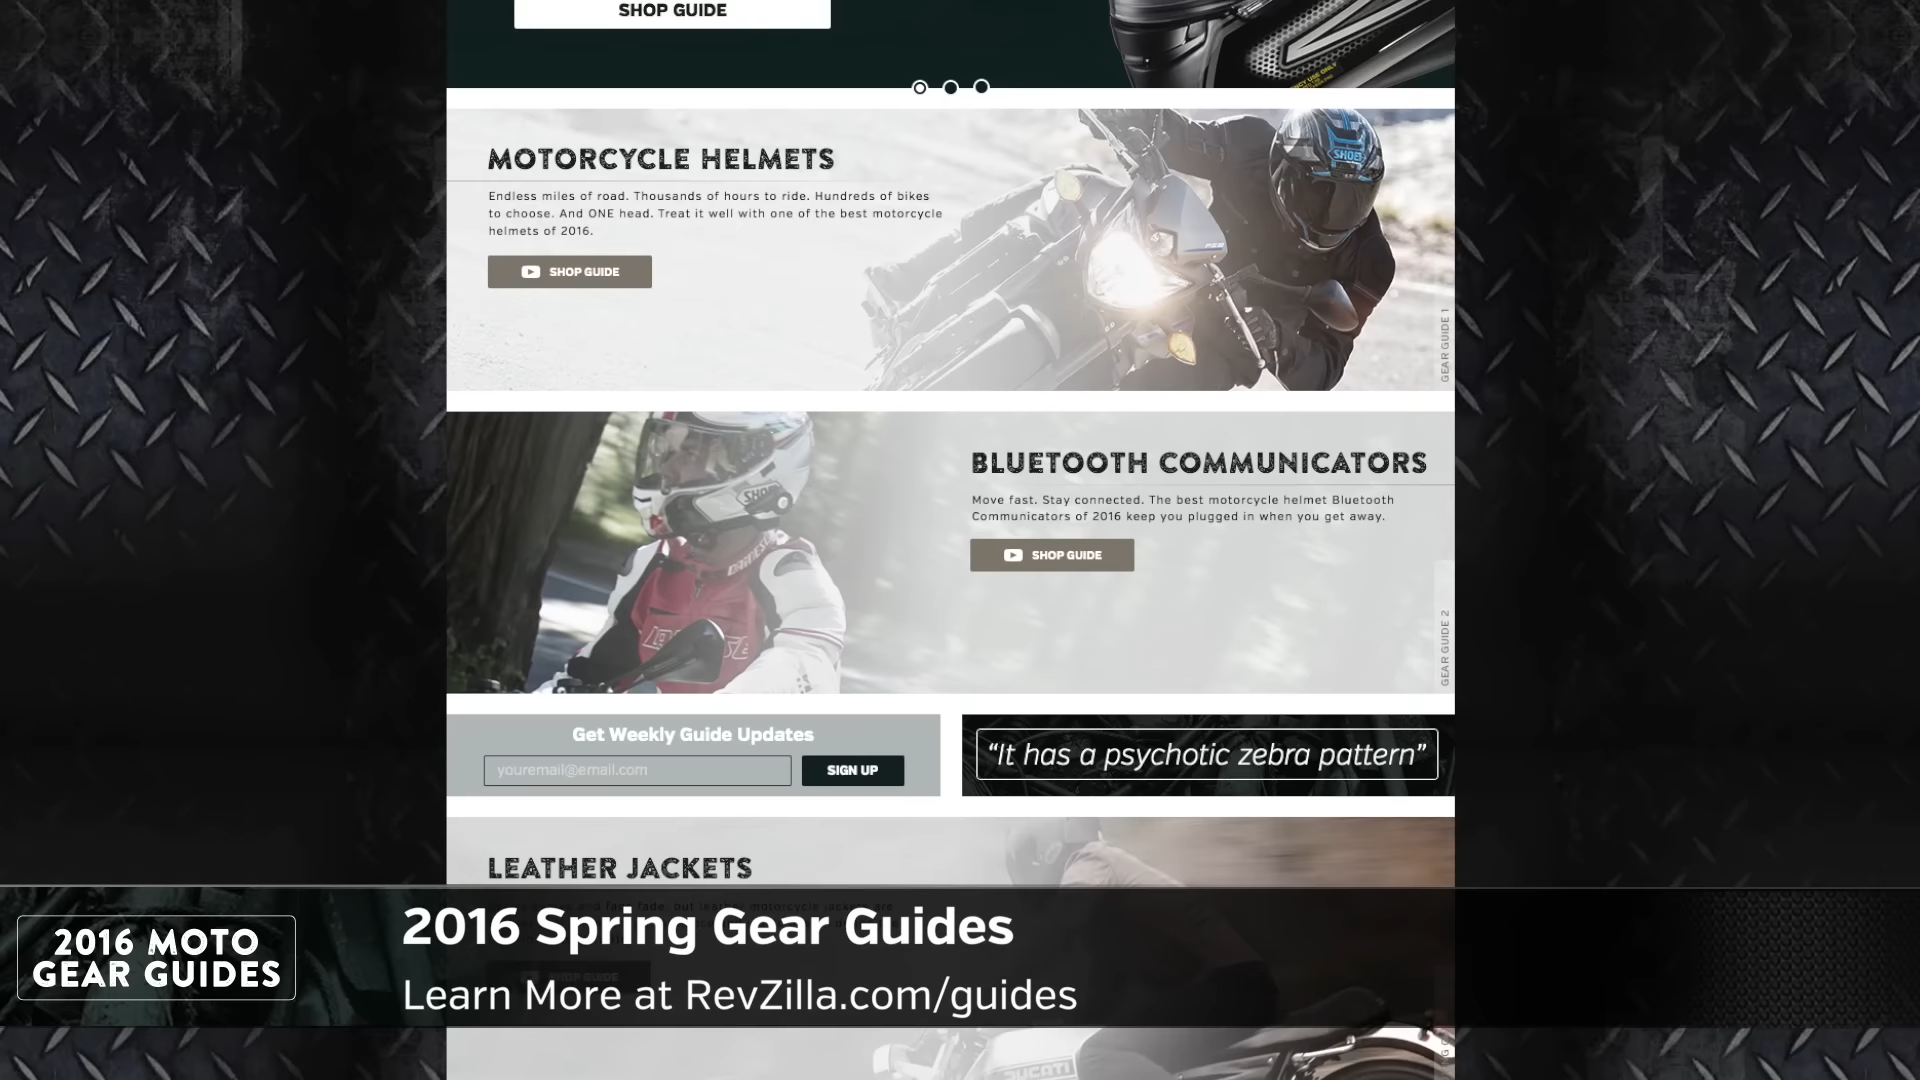 SHOP GUIDE
MOTORCYCLE HELMETS
Endless miles of road. Thousands of hours to ride. Hundreds of bikes
to choose. And ONE head. Treat it well with one of the best motorcycle
helmets of 2016.
SHOP GUIDE
SHOEI
GEAR GUIDE 1
BLUETOOTH COMMUNICATORS
Move fast. Stay connected. The best motorcycle helmet Bluetooth
Communicators of 2016 keep you plugged in when you get away.
SHOP GUIDE
GEAR GUIDE 2
Get Weekly Guide Updates
youremail@email.com
SIGN UP
“It has a psychotic zebra pattern”
LEATHER JACKETS
2016 MOTO
GEAR GUIDES
2016 Spring Gear Guides
Learn More at RevZilla.com/guides
DUCATI